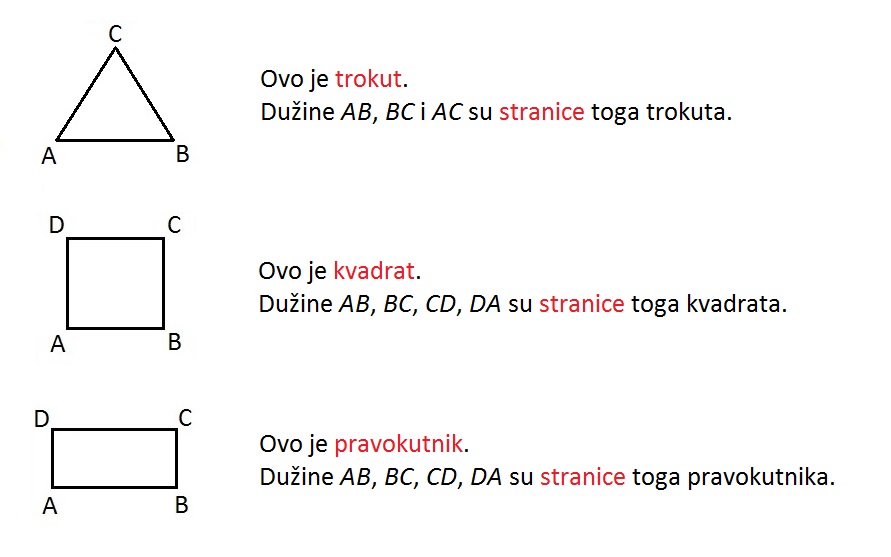 C
A
B
Ovo je trokut.
Dužine AB, BC i AC su stranice toga trokuta.
D
C
A
B
Ovo je kvadrat.
Dužine AB, BC, CD, DA su stranice toga kvadrata.
D
C
A
B
Ovo je pravokutnik.
Dužine AB, BC, CD, DA su stranice toga pravokutnika.